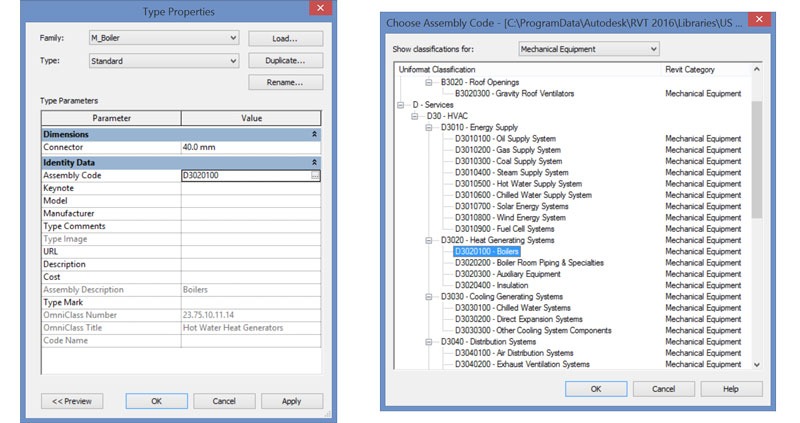 Type Properties
Family: M_Boiler Load...
Type: Standard Duplicate...
Rename...
Type Parameters
Parameter Value
Dimensions
Connector 40.0 mm
Identity Data
Assembly Code D3020100 ...
Keynote
Model
Manufacturer
Type Comments
Type Image
URL
Description
Cost
Assembly Description Boilers
Type Mark
OmniClass Number 23.75.10.11.14
OmniClass Title Hot Water Heat Generators
Code Name
<< Preview OK Cancel Apply
Choose Assembly Code - [C:\ProgramData\Autodesk\RVT 2016\Libraries\US ...
Show classifications for: Mechanical Equipment
Uniformat Classification Revit Category
B3020 - Roof Openings
B3020300 - Gravity Roof Ventilators Mechanical Equipment
D - Services
D30 - HVAC
D3010 - Energy Supply
D3010100 - Oil Supply System Mechanical Equipment
D3010200 - Gas Supply System Mechanical Equipment
D3010300 - Coal Supply System Mechanical Equipment
D3010400 - Steam Supply System Mechanical Equipment
D3010500 - Hot Water Supply System Mechanical Equipment
D3010600 - Chilled Water Supply System Mechanical Equipment
D3010700 - Solar Energy Systems Mechanical Equipment
D3010800 - Wind Energy System Mechanical Equipment
D3010900 - Fuel Cell Systems Mechanical Equipment
D3020 - Heat Generating Systems Mechanical Equipment
D3020100 - Boilers Mechanical Equipment
D3020200 - Boiler Room Piping & Specialties Mechanical Equipment
D3020300 - Auxiliary Equipment Mechanical Equipment
D3020400 - Insulation Mechanical Equipment
D3030 - Cooling Generating Systems Mechanical Equipment
D3030100 - Chilled Water Systems Mechanical Equipment
D3030200 - Direct Expansion Systems Mechanical Equipment
D3030300 - Other Cooling System Components Mechanical Equipment
D3040 - Distribution Systems Mechanical Equipment
D3040100 - Air Distribution Systems Mechanical Equipment
D3040200 - Exhaust Ventilation Systems Mechanical Equipment
OK Cancel Help